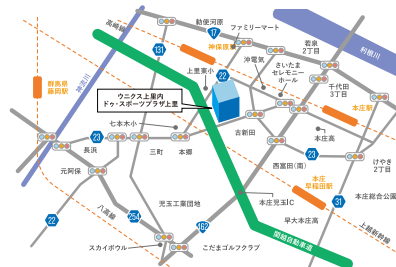 高崎線
勅使河原
ファミリーマート
17
131
神保原
若泉
2丁目
利根川
沖電気
さいたま
セレモニー
ホール
上里東小
22
千代田
3丁目
群馬県
藤岡駅
神流川
ウニクス上里内
ドゥ・スポーツプラザ上里
本庄駅
七本木小
古新田
本庄高
23
長浜
三町
本郷
西富田(南)
23
けやき
2丁目
元阿保
本庄
早稲田駅
本庄総合公園
児玉工業団地
本庄児玉IC
31
八高線
254
22
162
早大本庄高
上越新幹線
関越自動車道
スカイボウル
こだまゴルフクラブ